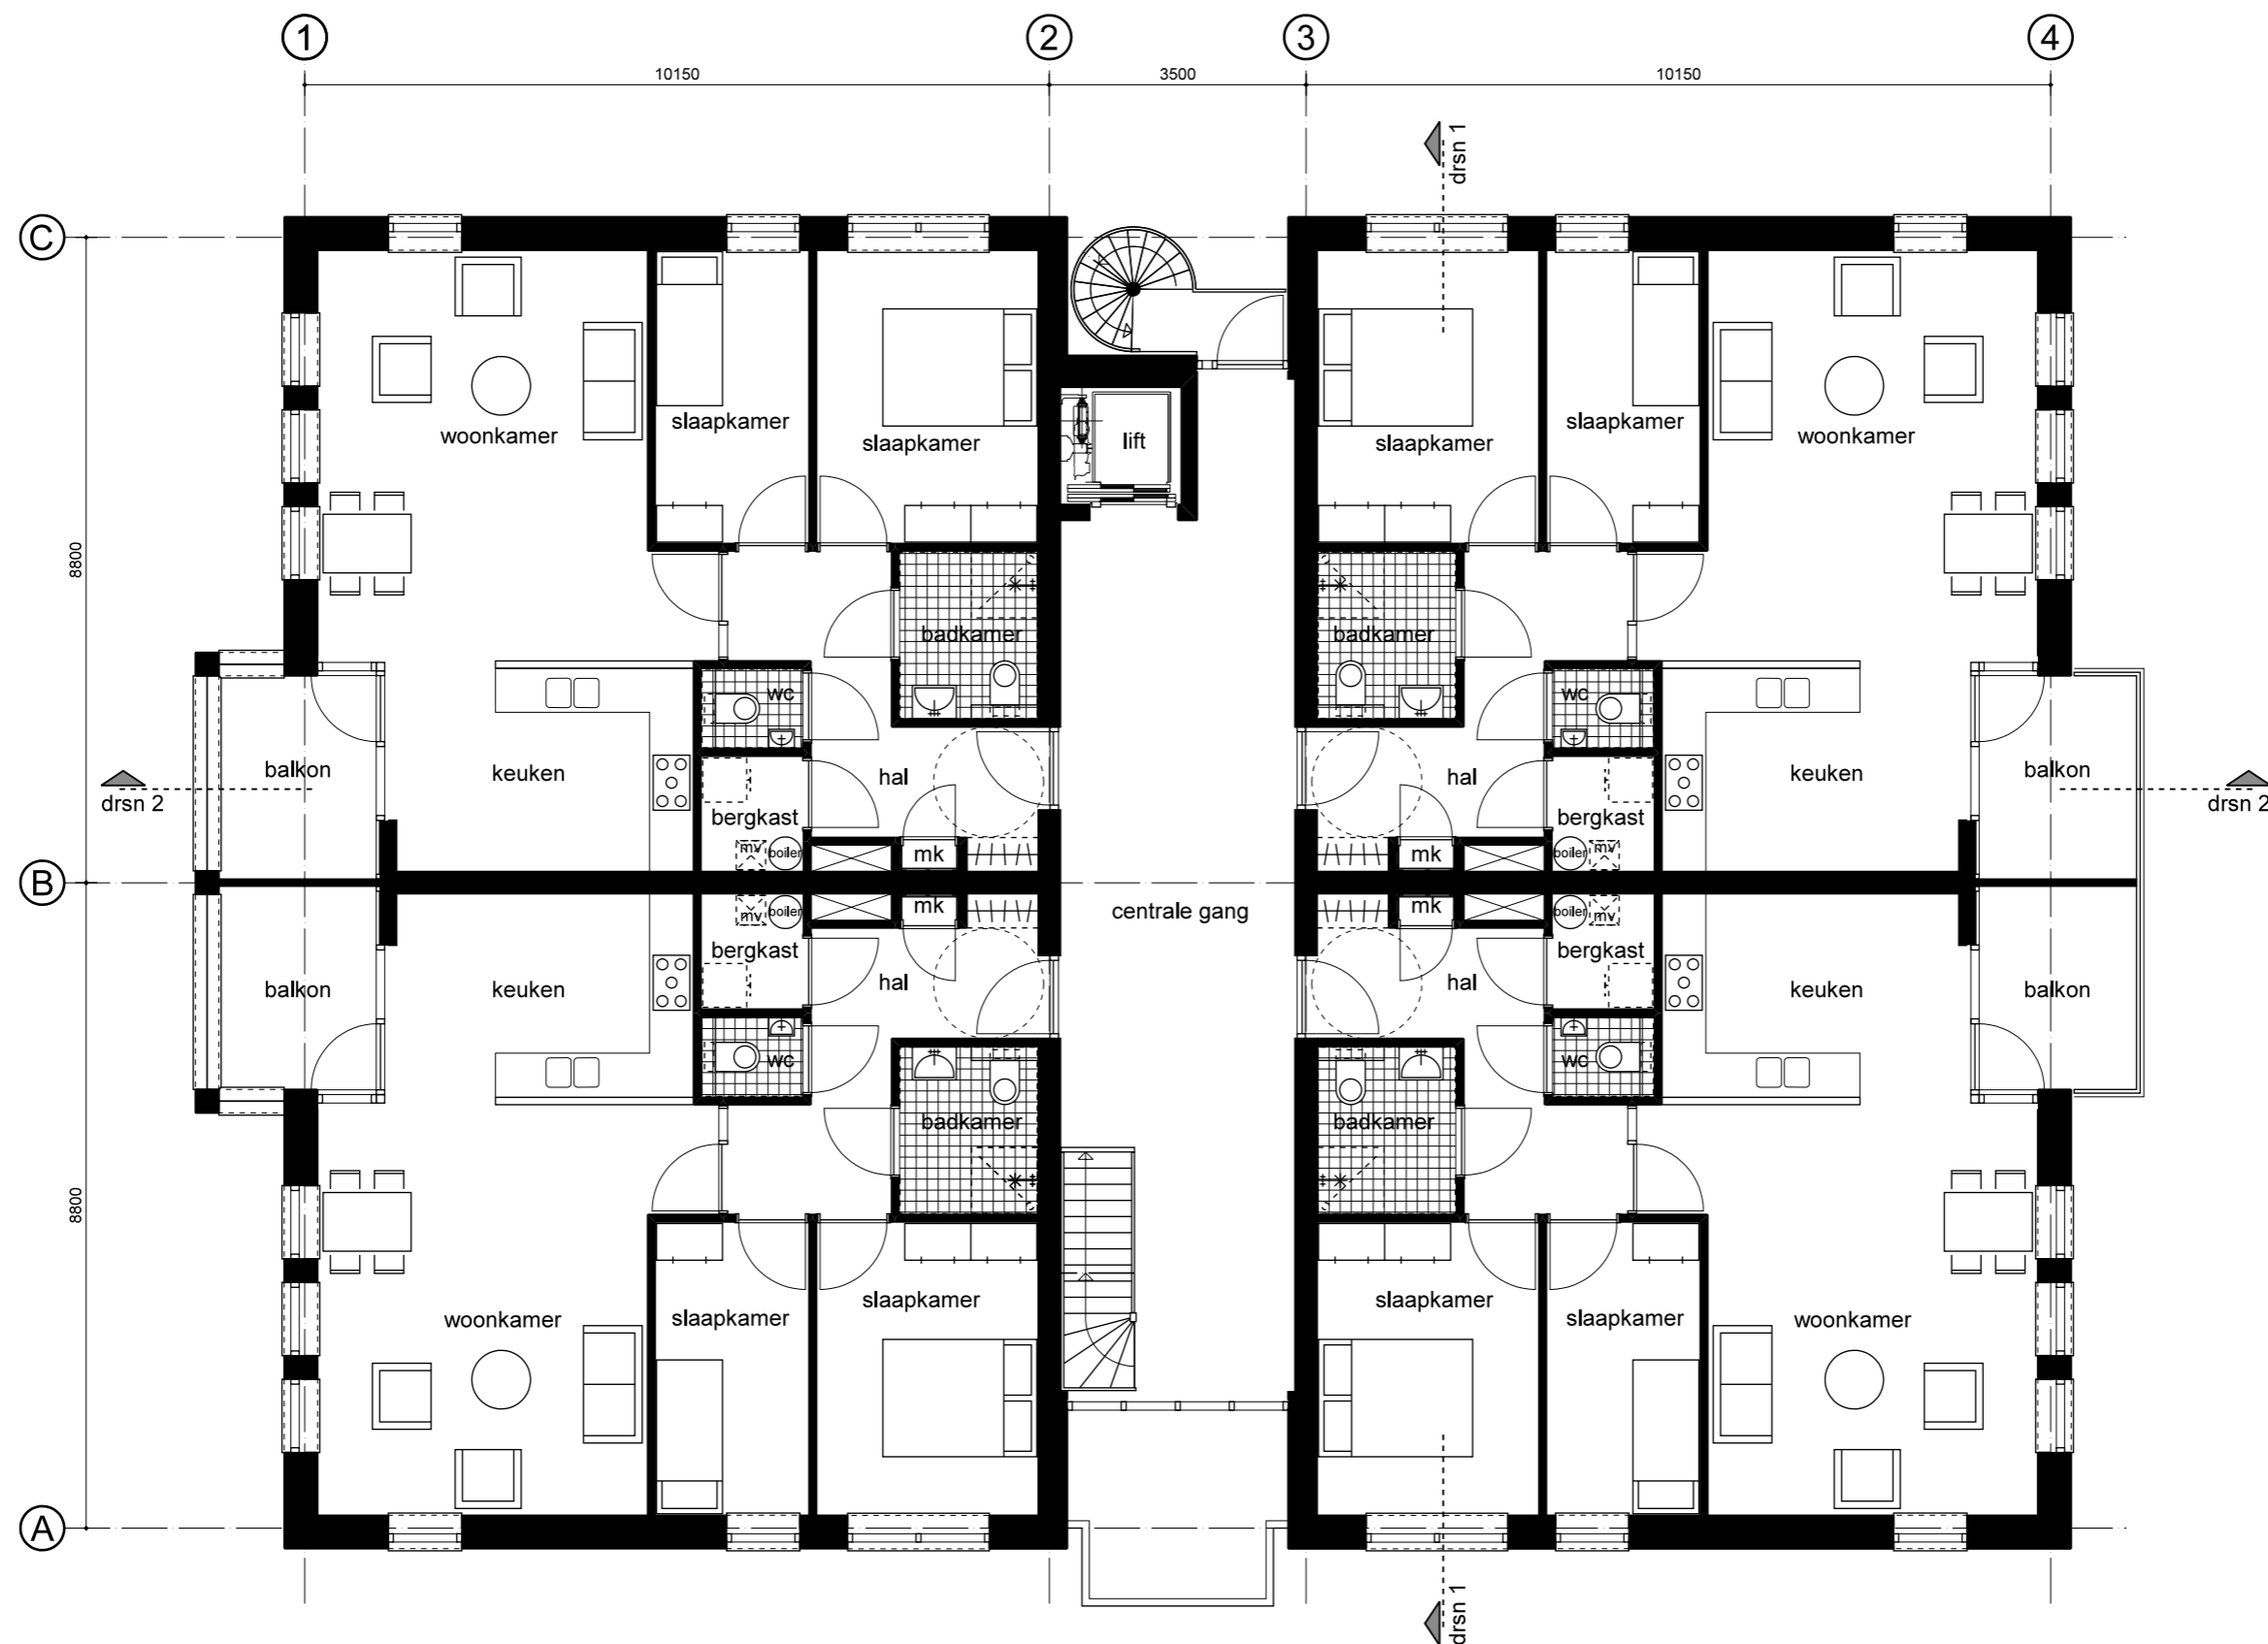 1 2 3 4
10150 3500 10150
drsn 1
C
slaapkamer slaapkamer
woonkamer slaapkamer lift slaapkamer woonkamer
8800
badkamer badkamer
wc wc
balkon keuken hal hal keuken balkon
drsn 2 drsn 2
bergkast bergkast
mv boiler mk mk boiler mv
B
mv boiler mk mk boiler mv
centrale gang
bergkast bergkast
balkon keuken hal hal keuken balkon
wc wc
badkamer badkamer
8800
slaapkamer slaapkamer
woonkamer slaapkamer slaapkamer woonkamer
A
drsn 1